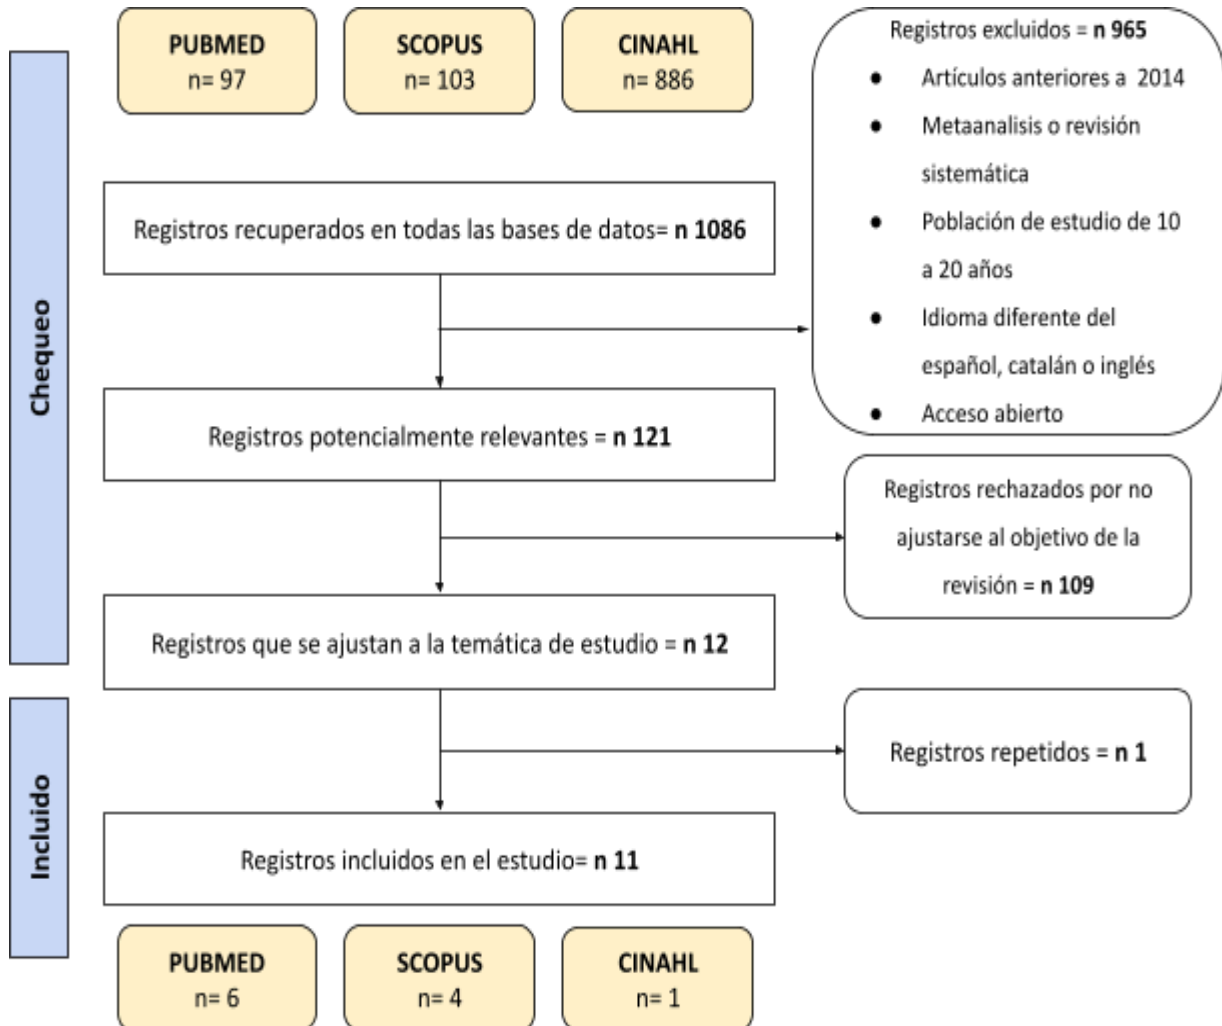 PUBMED
n= 97
SCOPUS
n= 103
CINAHL
n= 886
Registros excluidos = n 965
● Artículos anteriores a 2014
● Metaanalisis o revisión
sistemática
● Población de estudio de 10
a 20 años
● Idioma diferente del
español, catalán o inglés
● Acceso abierto
Chequeo
Registros recuperados en todas las bases de datos= n 1086
Registros potencialmente relevantes = n 121
Registros rechazados por no
ajustarse al objetivo de la
revisión = n 109
Registros que se ajustan a la temática de estudio = n 12
Incluido
Registros repetidos = n 1
Registros incluidos en el estudio= n 11
PUBMED
n= 6
SCOPUS
n= 4
CINAHL
n= 1